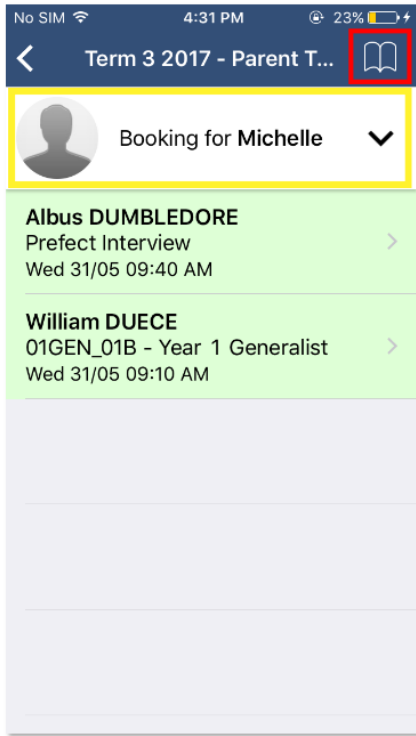 No SIM 4:31 PM 23%
Term 3 2017 - Parent T...
Booking for Michelle
Albus DUMBLEDORE
Prefect Interview
Wed 31/05 09:40 AM
William DUECE
01GEN_01B - Year 1 Generalist
Wed 31/05 09:10 AM